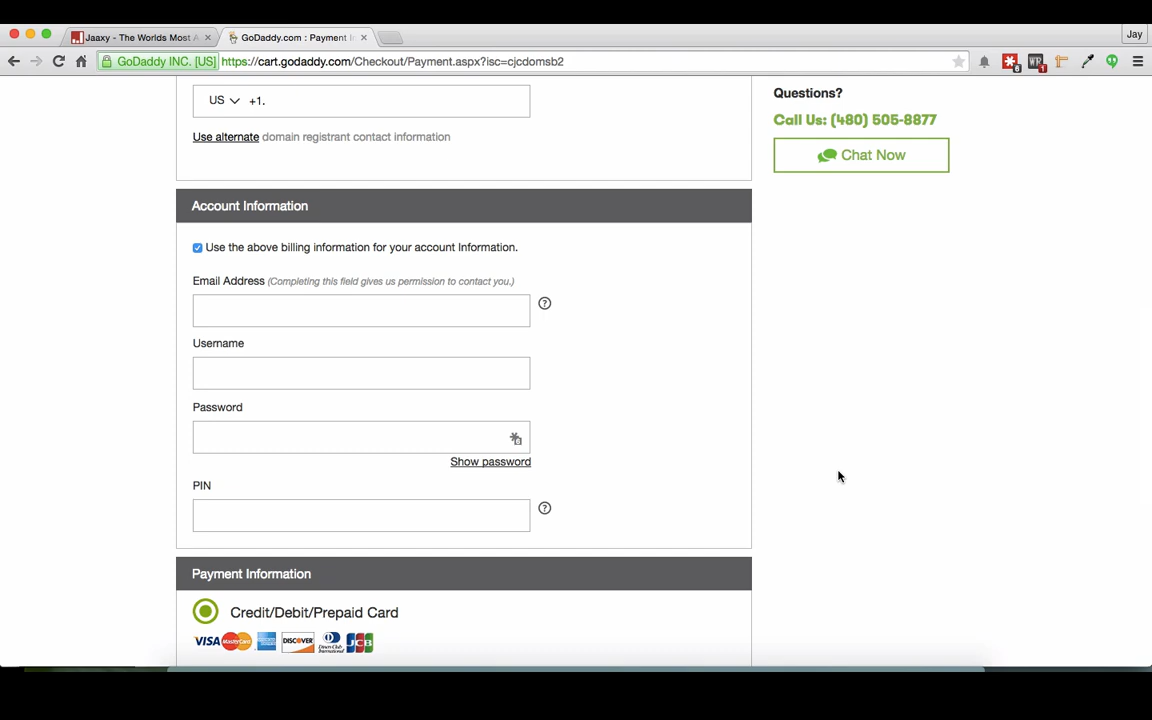 Jaaxy - The Worlds Most A
GoDaddy.com : Payment I
Jay
GoDaddy INC. [US]
https://cart.godaddy.com/Checkout/Payment.aspx?isc=cjcdomsb2
US +1.
Use alternate domain registrant contact information
Questions?
Call Us: (480) 505-8877
Chat Now
Account Information
Use the above billing information for your account Information.
Email Address (Completing this field gives us permission to contact you.)
Username
Password
Show password
PIN
Payment Information
Credit/Debit/Prepaid Card
VISA MasterCard DISCOVER JCB